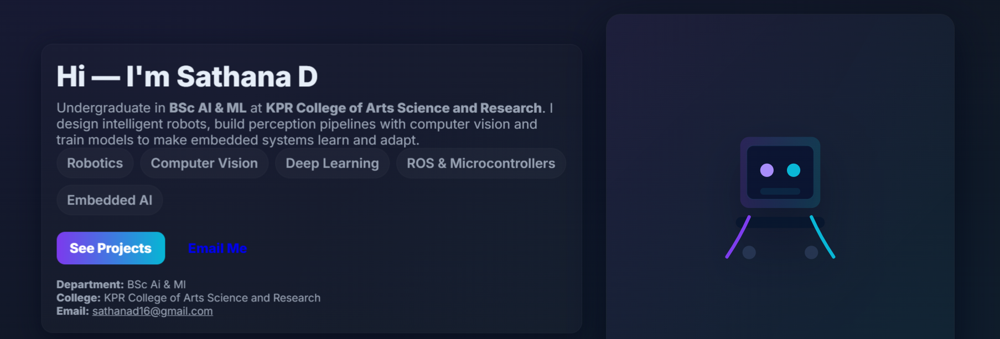 Hi — I'm Sathana D
Undergraduate in BSc AI & ML at KPR College of Arts Science and Research. I
design intelligent robots, build perception pipelines with computer vision and
train models to make embedded systems learn and adapt.
Robotics Computer Vision Deep Learning ROS & Microcontrollers
Embedded AI
See Projects Email Me
Department: BSc Ai & Ml
College: KPR College of Arts Science and Research
Email: sathanad16@gmail.com